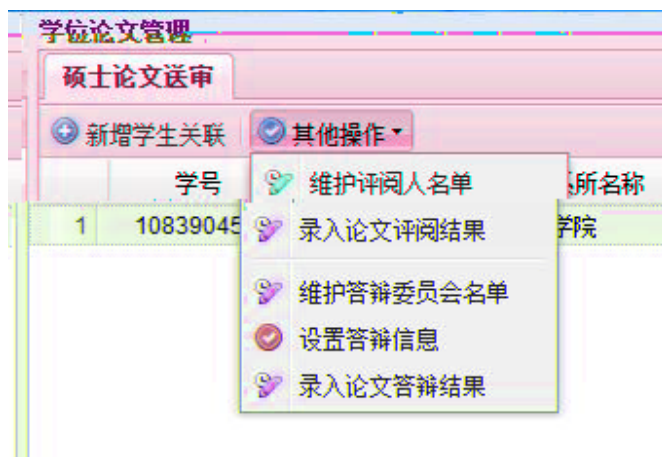 学位论文管理
硕士论文送审
新增学生关联 其他操作
学号 维护评阅人名单 所名称
1 10839045 录入论文评阅结果 学院
维护答辩委员会名单
设置答辩信息
录入论文答辩结果